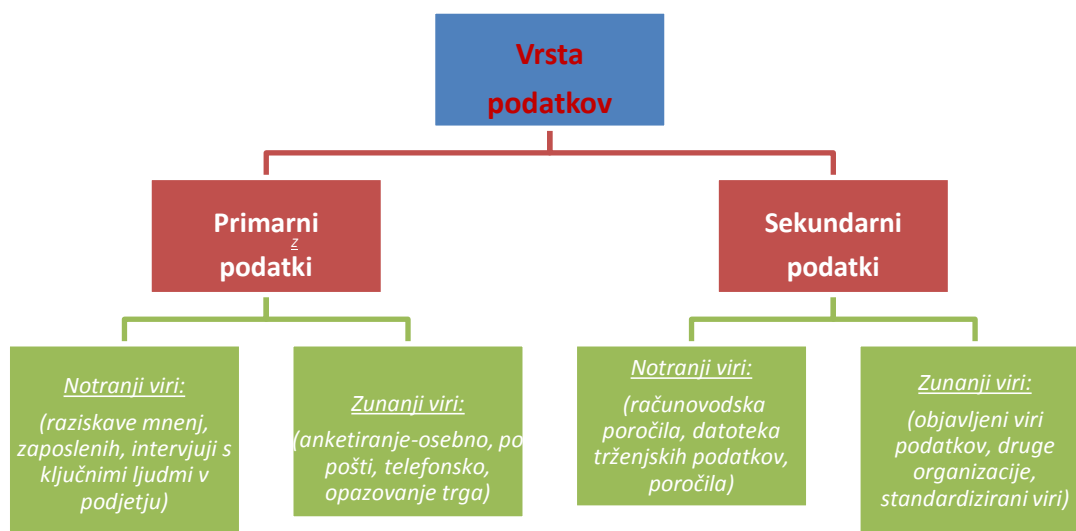 Vrsta
podatkov
Primarni
z
podatki
Sekundarni
podatki
Notranji viri:
(raziskave mnenj,
zaposlenih, intervjuji s
ključnimi ljudmi v
podjetju)
Zunanji viri:
(anketiranje-osebno, po
pošti, telefonsko,
opazovanje trga)
Notranji viri:
(računovodska
poročila, datoteka
trženjskih podatkov,
poročila)
Zunanji viri:
(objavljeni viri
podatkov, druge
organizacije,
standardizirani viri)